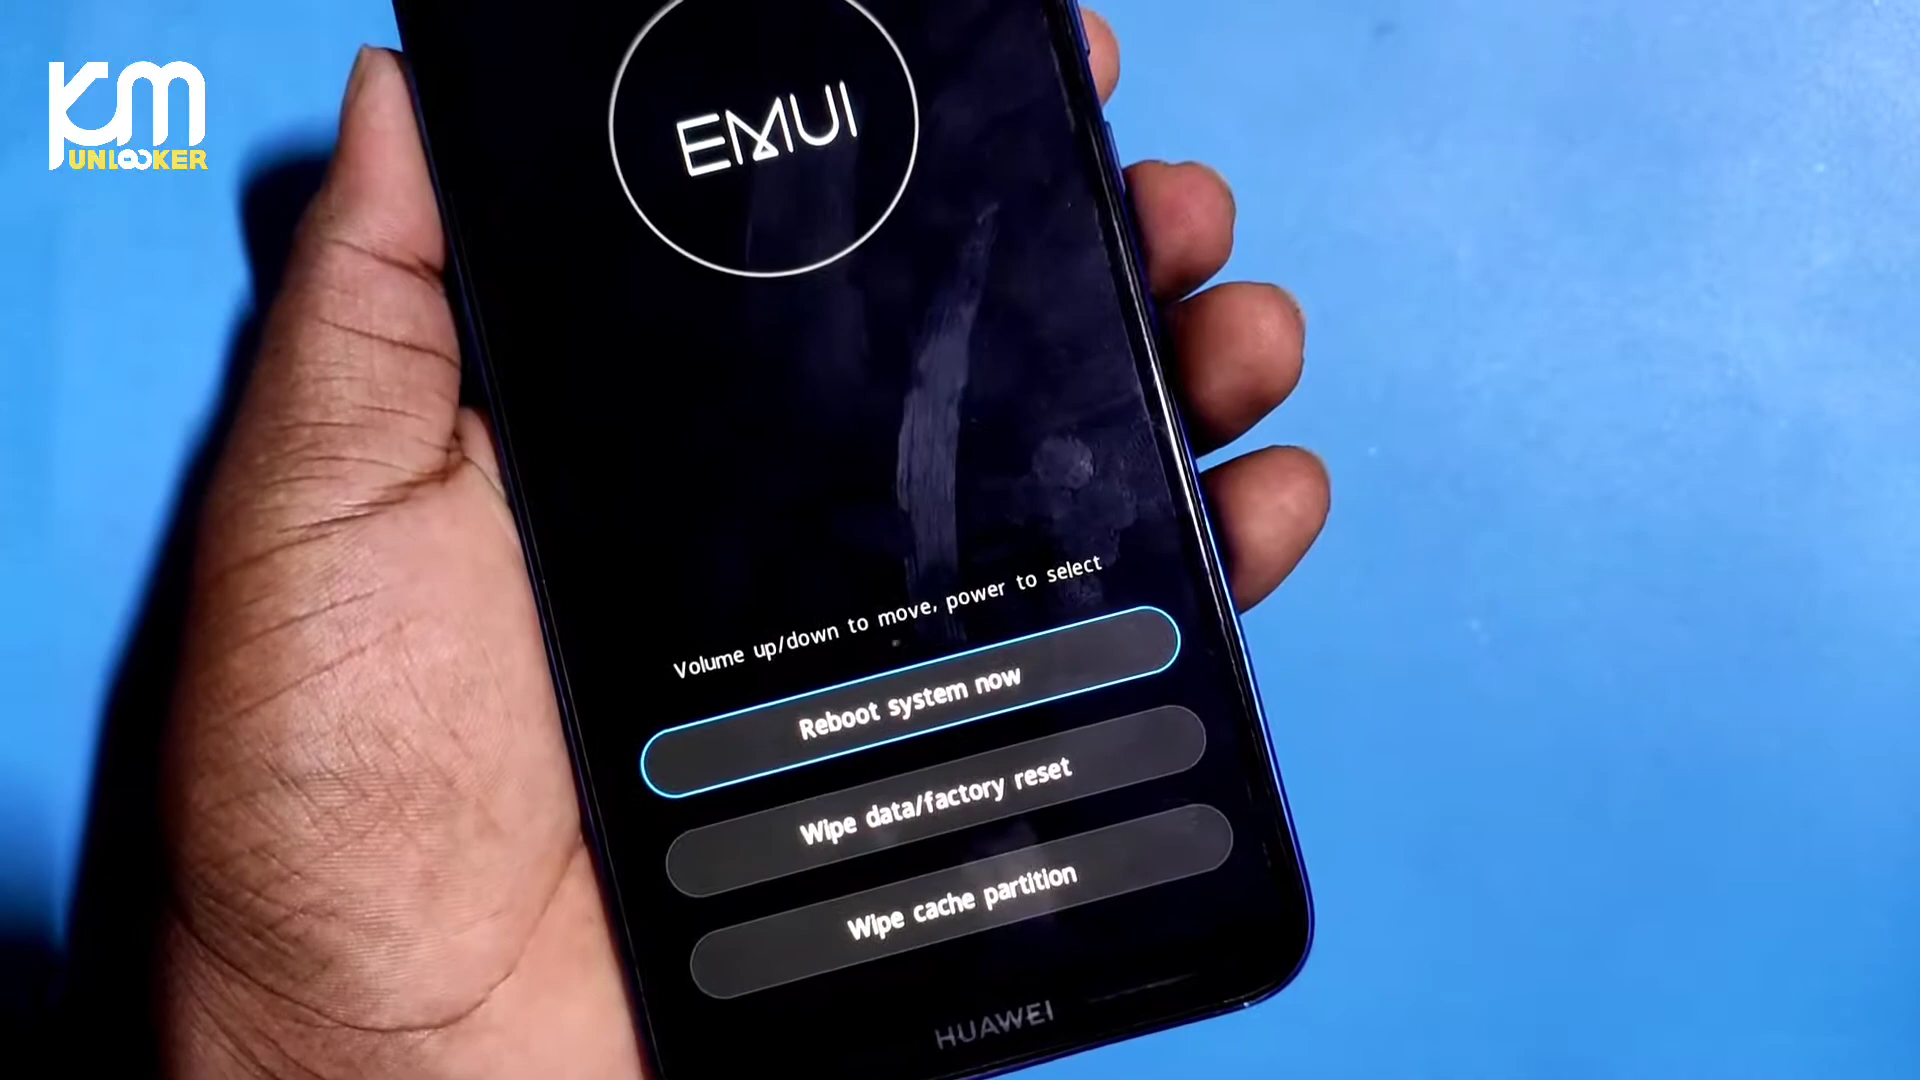 KM
UNLOOKER
EMUI
Volume up/down to move, power to select
Reboot system now
Wipe data/factory reset
Wipe cache partition
HUAWEI